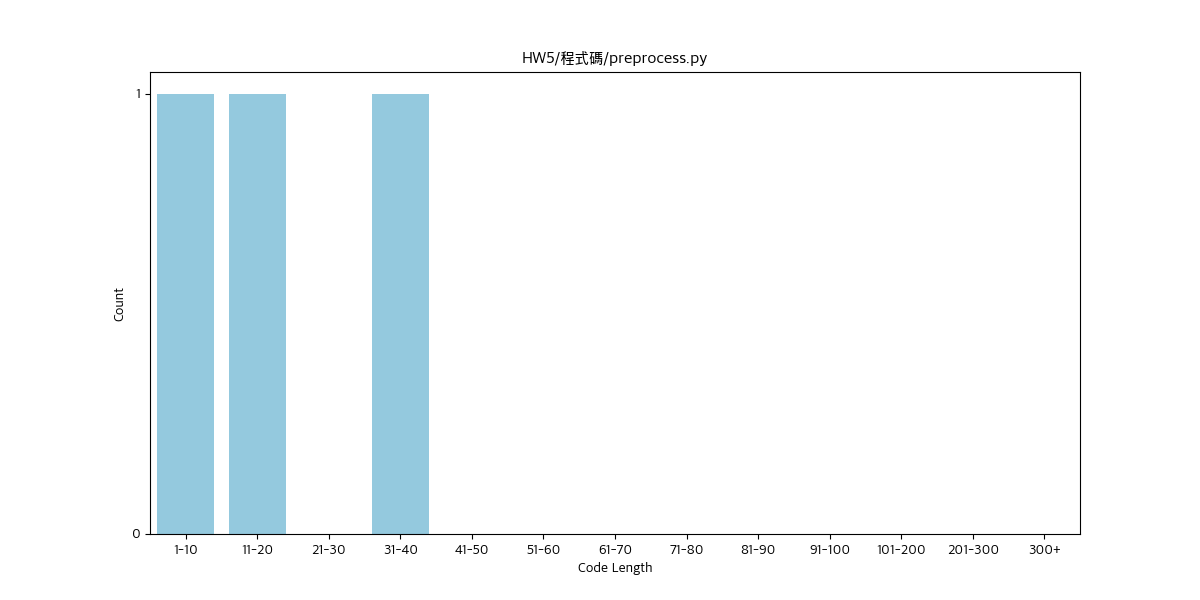 HW5/程式碼/preprocess.py
1
Count
0
1-10 11-20 21-30 31-40 41-50 51-60 61-70 71-80 81-90 91-100 101-200 201-300 300+
Code Length